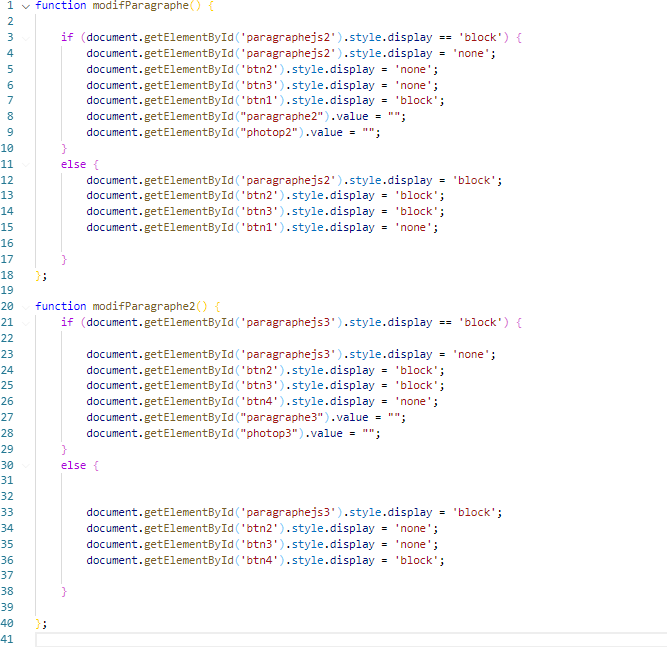 1 function modifParagraphe() {
2
3 if (document.getElementById('paragraphejs2').style.display == 'block') {
4 document.getElementById('paragraphejs2').style.display = 'none';
5 document.getElementById('btn2').style.display = 'none';
6 document.getElementById('btn3').style.display = 'none';
7 document.getElementById('btn1').style.display = 'block';
8 document.getElementById("paragraphe2").value = "";
9 document.getElementById("photop2").value = "";
10 }
11 else {
12 document.getElementById('paragraphejs2').style.display = 'block';
13 document.getElementById('btn2').style.display = 'block';
14 document.getElementById('btn3').style.display = 'block';
15 document.getElementById('btn1').style.display = 'none';
16
17 }
18 };
19
20 function modifParagraphe2() {
21 if (document.getElementById('paragraphejs3').style.display == 'block') {
22
23 document.getElementById('paragraphejs3').style.display = 'none';
24 document.getElementById('btn2').style.display = 'block';
25 document.getElementById('btn3').style.display = 'block';
26 document.getElementById('btn4').style.display = 'none';
27 document.getElementById("paragraphe3").value = "";
28 document.getElementById("photop3").value = "";
29 }
30 else {
31
32
33 document.getElementById('paragraphejs3').style.display = 'block';
34 document.getElementById('btn2').style.display = 'none';
35 document.getElementById('btn3').style.display = 'none';
36 document.getElementById('btn4').style.display = 'block';
37
38 }
39
40 };
41